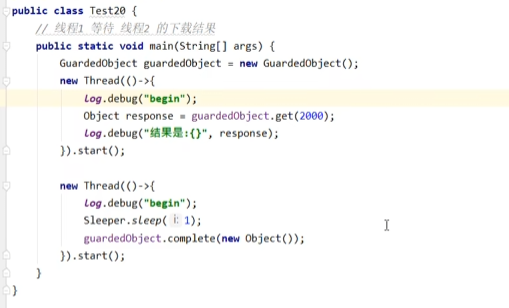 public class Test20 {
// 线程1 等待 线程2 的下载结果
public static void main(String[] args) {
GuardedObject guardedObject = new GuardedObject();
new Thread(()->{
log.debug("begin");
Object response = guardedObject.get(2000);
log.debug("结果是:{}", response);
}).start();
new Thread(()->{
log.debug("begin");
Sleeper.sleep( i: 1);
guardedObject.complete(new Object());
}).start();
}
}